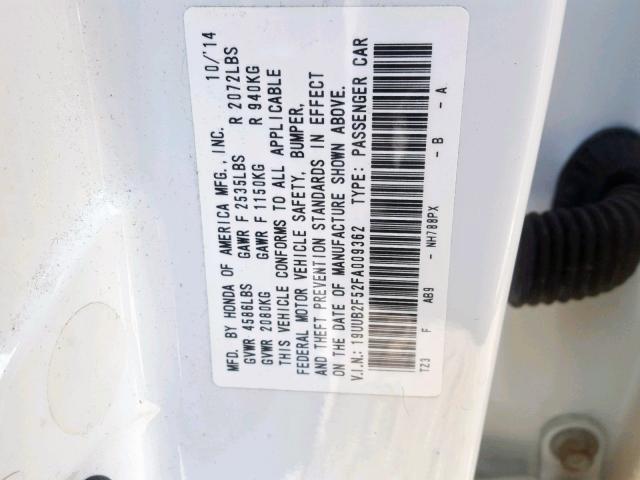 MFD. BY HONDA OF AMERICA MFG., INC. 10/'14
GVWR 4586LBS GAWR F 2535LBS R 2072LBS
GVWR 2080KG GAWR F 1150KG R 940KG
THIS VEHICLE CONFORMS TO ALL APPLICABLE
FEDERAL MOTOR VEHICLE SAFETY, BUMPER,
AND THEFT PREVENTION STANDARDS IN EFFECT
ON THE DATE OF MANUFACTURE SHOWN ABOVE.
V.I.N.: 19UUB2F52FA009362 TYPE: PASSENGER CAR
TZ3 F AB9 - NH788PX - B - A